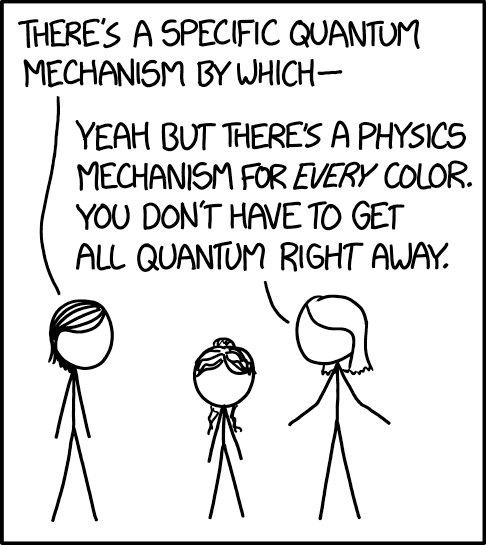 THERE'S A SPECIFIC QUANTUM
MECHANISM BY WHICH—
YEAH BUT THERE'S A PHYSICS
MECHANISM FOR EVERY COLOR.
YOU DON'T HAVE TO GET
ALL QUANTUM RIGHT AWAY.